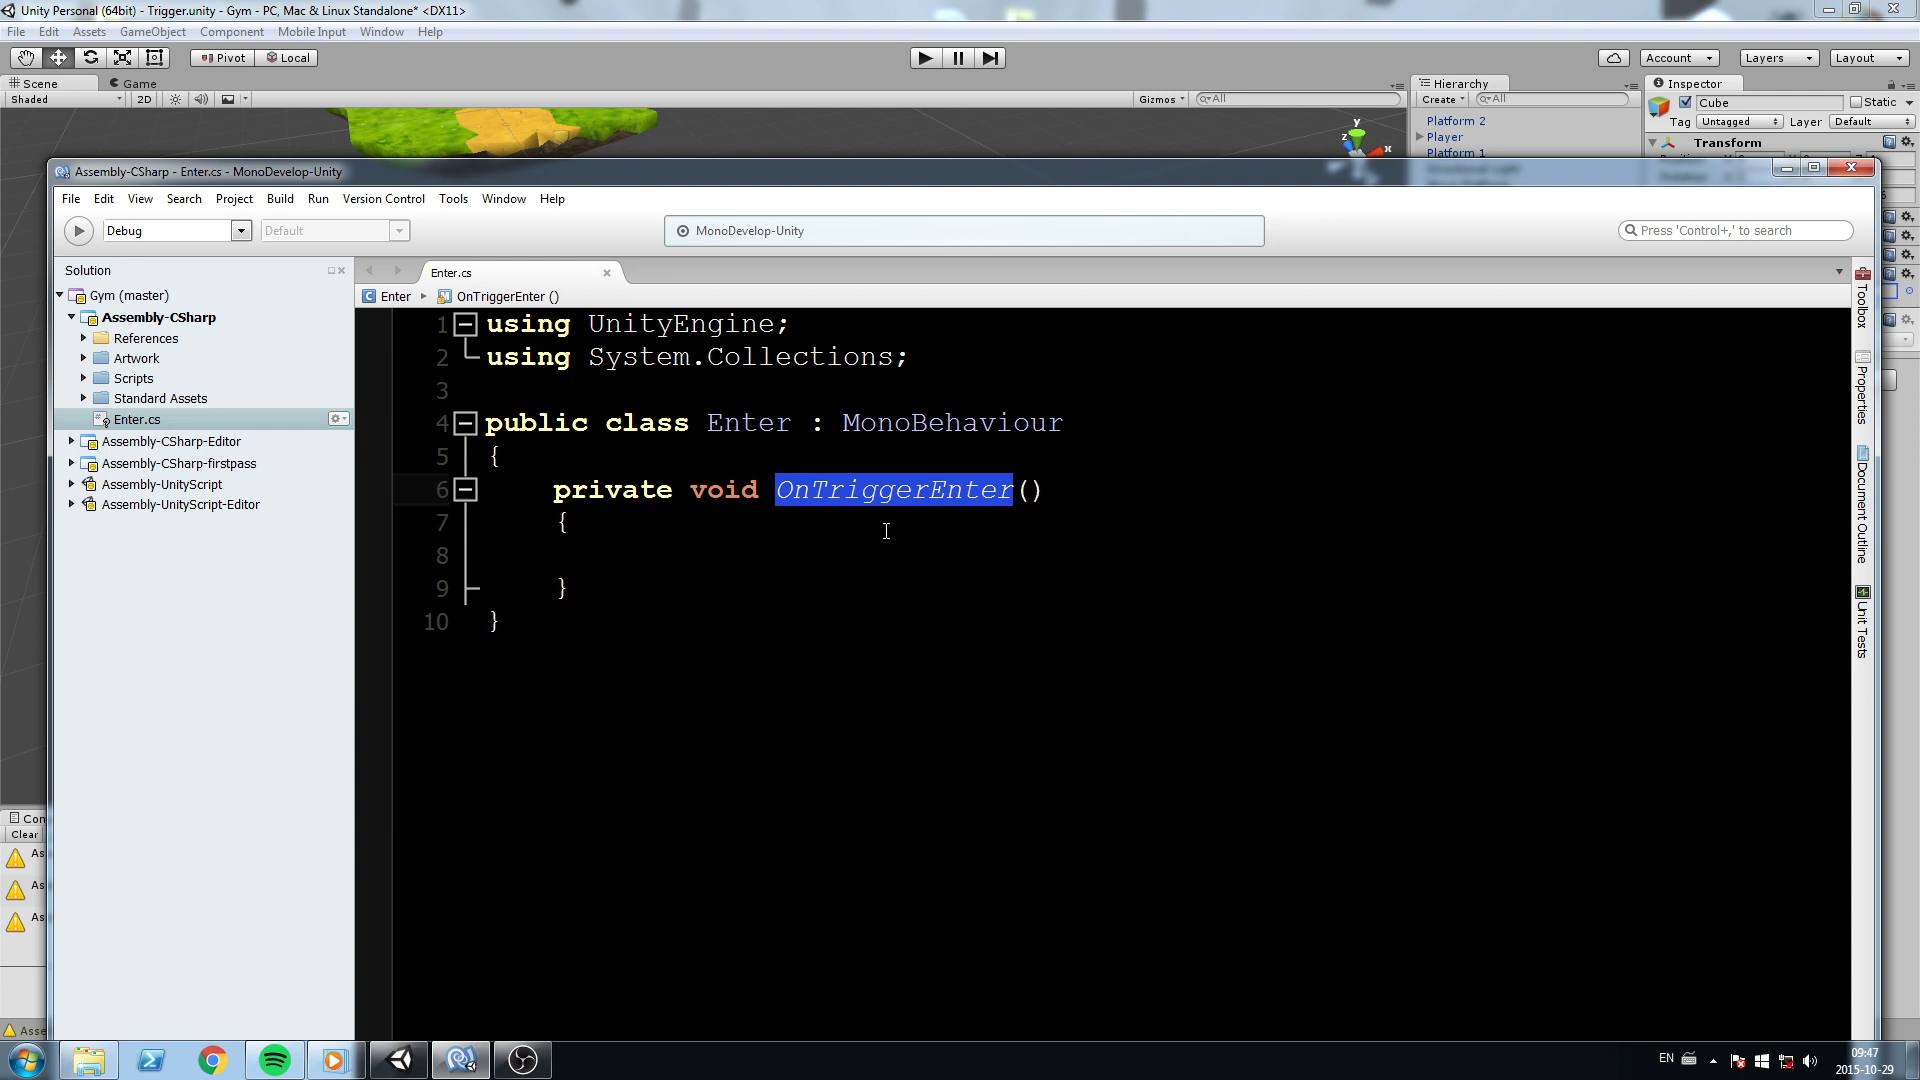 Unity Personal (64bit) - Trigger.unity - Gym - PC, Mac & Linux Standalone* <DX11>
File Edit Assets GameObject Component Mobile Input Window Help
Pivot Local Account Layers Layout
Scene Game Hierarchy Inspector
Shaded 2D Gizmos All Create All Cube Static
Tag Untagged Layer Default
Platform 2
Player
Platform 1
Transform
y
z
x
Assembly-CSharp - Enter.cs - MonoDevelop-Unity
File Edit View Search Project Build Run Version Control Tools Window Help
Debug Default MonoDevelop-Unity Press 'Control+,' to search
Solution
Gym (master)
Assembly-CSharp
References
Artwork
Scripts
Standard Assets
Enter.cs
Assembly-CSharp-Editor
Assembly-CSharp-firstpass
Assembly-UnityScript
Assembly-UnityScript-Editor
Enter.cs
Enter OnTriggerEnter ()
1 using UnityEngine;
2 using System.Collections;
3
4 public class Enter : MonoBehaviour
5 {
6 private void OnTriggerEnter()
7 {
8
9 }
10 }
Toolbox
Properties
Document Outline
Unit Tests
Con
Clear
As
As
As
Asse
EN
09:47
2015-10-29